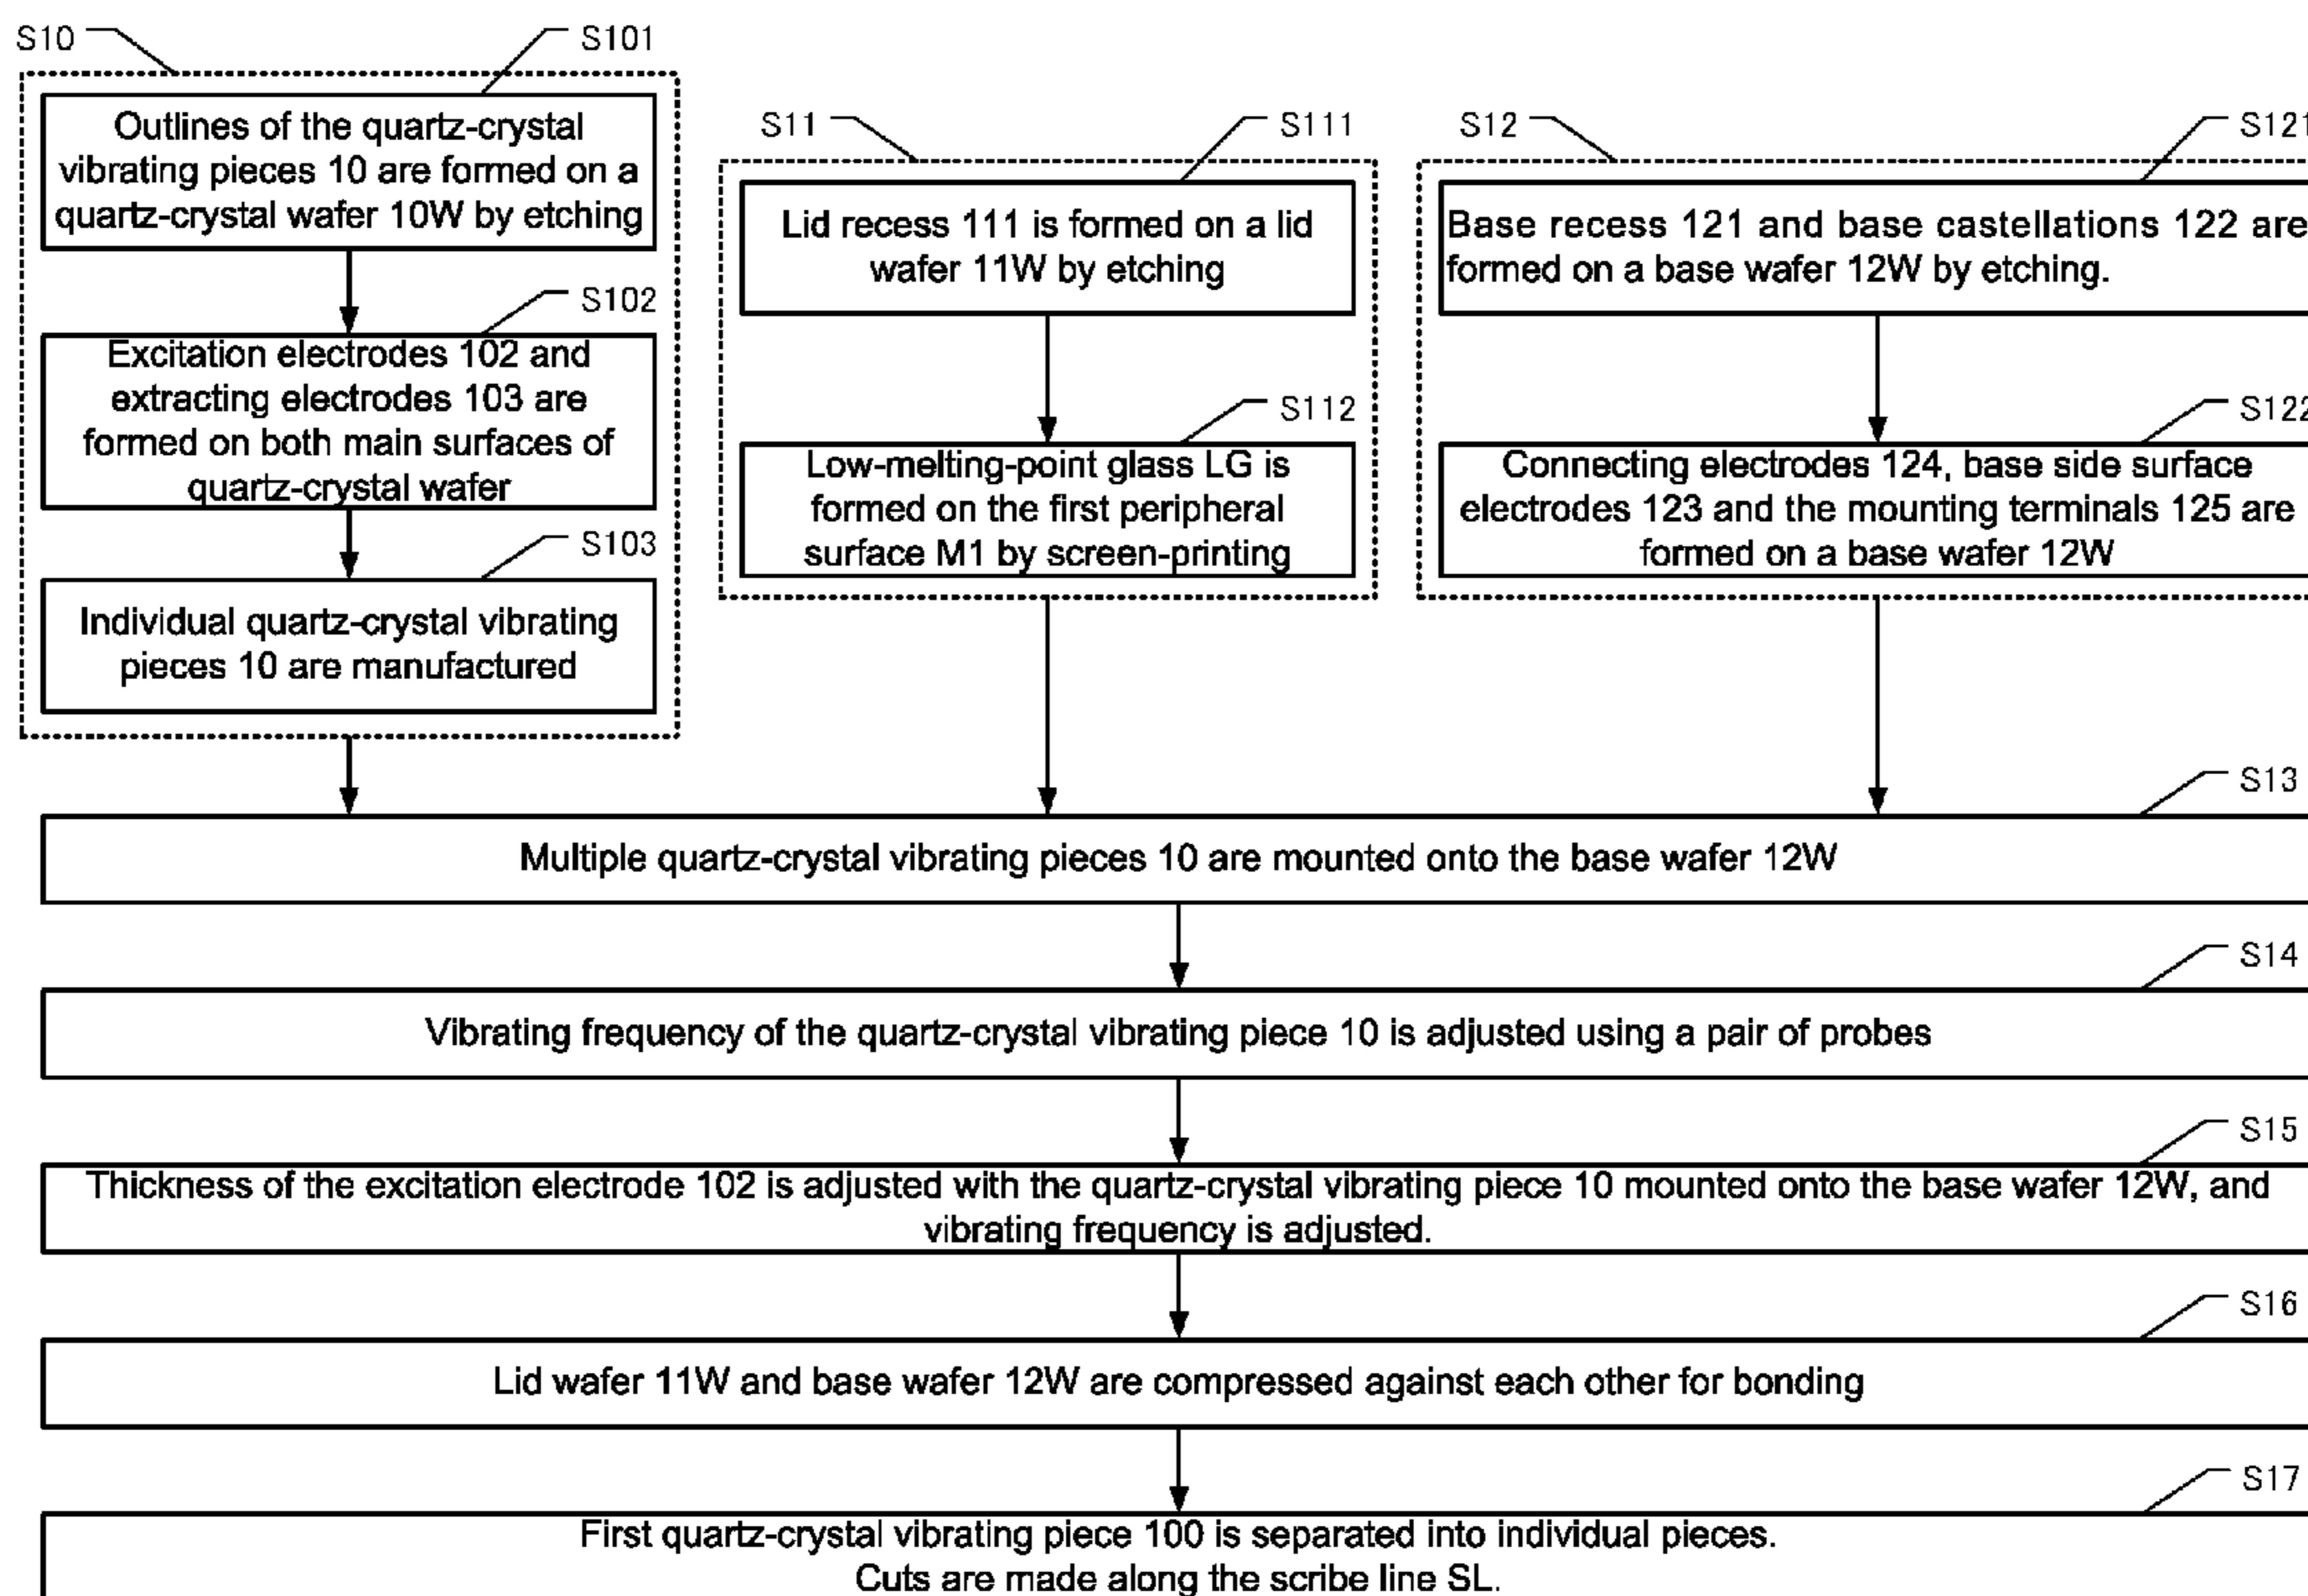 S10
S101
Outlines of the quartz-crystal
vibrating pieces 10 are formed on a
quartz-crystal wafer 10W by etching
S102
Excitation electrodes 102 and
extracting electrodes 103 are
formed on both main surfaces of
quartz-crystal wafer
S103
Individual quartz-crystal vibrating
pieces 10 are manufactured
S11
S111
Lid recess 111 is formed on a lid
wafer 11W by etching
S112
Low-melting-point glass LG is
formed on the first peripheral
surface M1 by screen-printing
S12
S121
Base recess 121 and base castellations 122 are
formed on a base wafer 12W by etching.
S122
Connecting electrodes 124, base side surface
electrodes 123 and the mounting terminals 125 are
formed on a base wafer 12W
S13
Multiple quartz-crystal vibrating pieces 10 are mounted onto the base wafer 12W
S14
Vibrating frequency of the quartz-crystal vibrating piece 10 is adjusted using a pair of probes
S15
Thickness of the excitation electrode 102 is adjusted with the quartz-crystal vibrating piece 10 mounted onto the base wafer 12W, and
vibrating frequency is adjusted.
S16
Lid wafer 11W and base wafer 12W are compressed against each other for bonding
S17
First quartz-crystal vibrating piece 100 is separated into individual pieces.
Cuts are made along the scribe line SL.